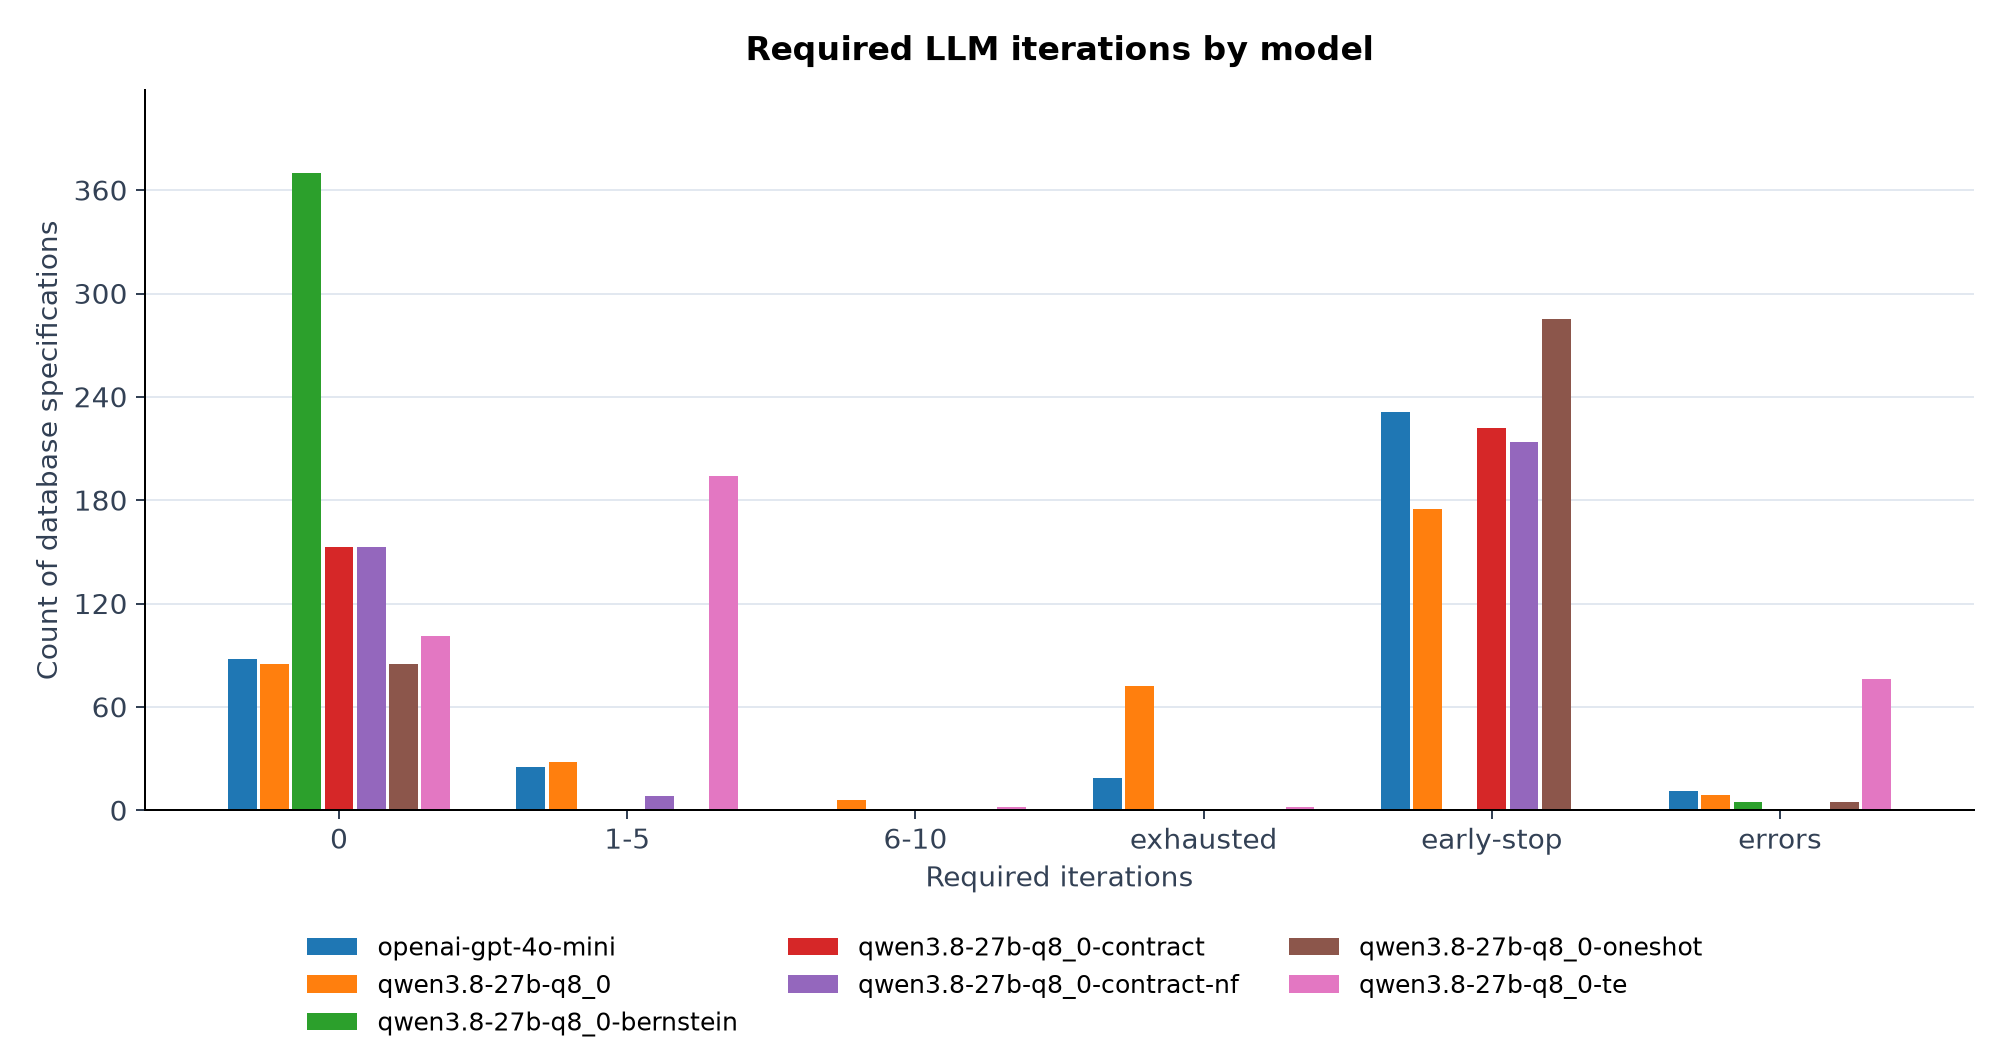 Required LLM iterations by model
Count of database specifications
360
300
240
180
120
60
0
0 1-5 6-10 exhausted early-stop errors
Required iterations
openai-gpt-4o-mini
qwen3.8-27b-q8_0
qwen3.8-27b-q8_0-bernstein
qwen3.8-27b-q8_0-contract
qwen3.8-27b-q8_0-contract-nf
qwen3.8-27b-q8_0-oneshot
qwen3.8-27b-q8_0-te